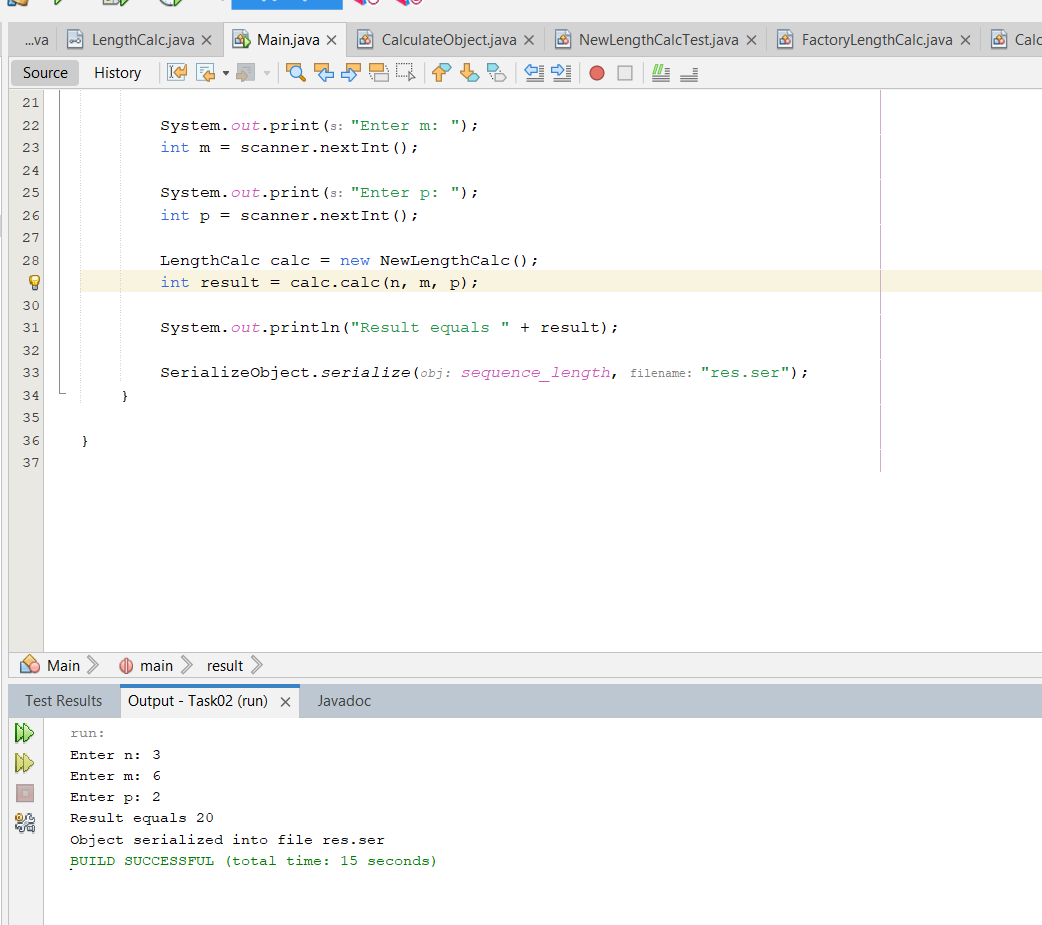 ...va LengthCalc.java Main.java CalculateObject.java NewLengthCalcTest.java FactoryLengthCalc.java Calc
Source History
21
22 System.out.print(s: "Enter m: ");
23 int m = scanner.nextInt();
24
25 System.out.print(s: "Enter p: ");
26 int p = scanner.nextInt();
27
28 LengthCalc calc = new NewLengthCalc();
int result = calc.calc(n, m, p);
30
31 System.out.println("Result equals " + result);
32
33 SerializeObject.serialize(obj: sequence_length, filename: "res.ser");
34 }
35
36 }
37
Main main result
Test Results Output - Task02 (run) Javadoc
run:
Enter n: 3
Enter m: 6
Enter p: 2
Result equals 20
Object serialized into file res.ser
BUILD SUCCESSFUL (total time: 15 seconds)